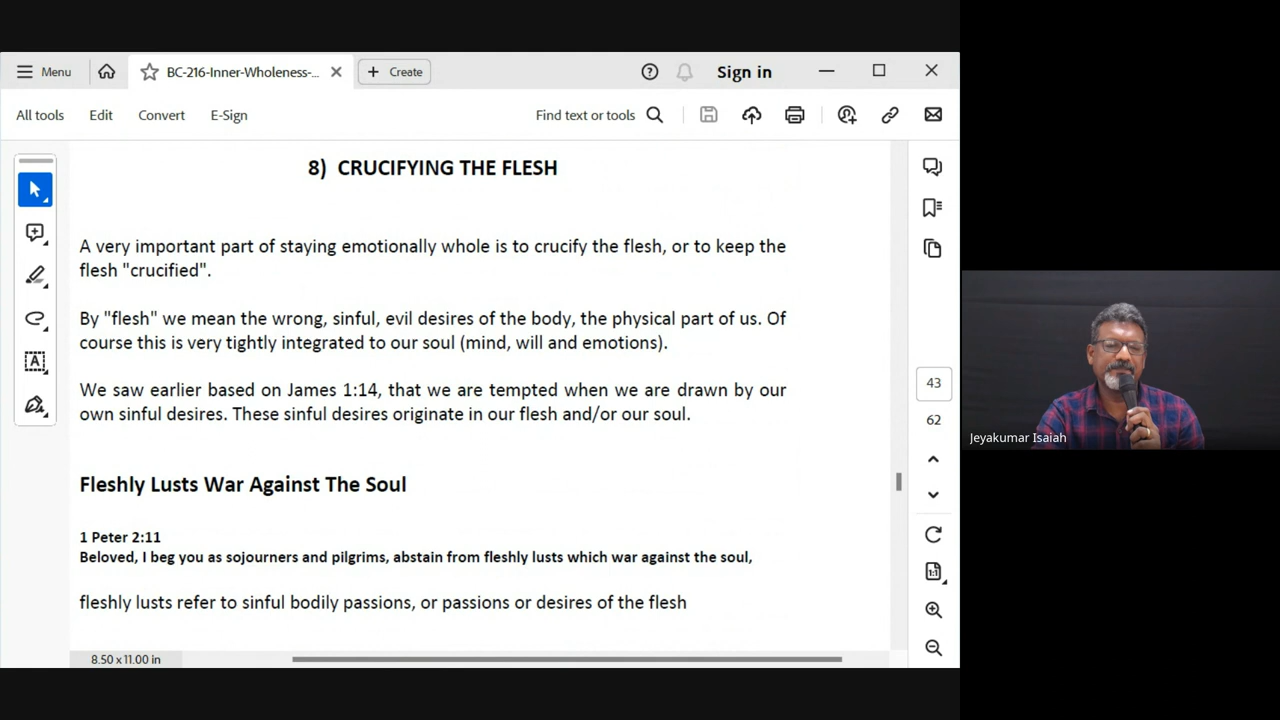 Menu
BC-216-Inner-Wholeness-...
Create
Sign in
All tools
Edit
Convert
E-Sign
Find text or tools
8) CRUCIFYING THE FLESH
A very important part of staying emotionally whole is to crucify the flesh, or to keep the
flesh "crucified".
By "flesh" we mean the wrong, sinful, evil desires of the body, the physical part of us. Of
course this is very tightly integrated to our soul (mind, will and emotions).
We saw earlier based on James 1:14, that we are tempted when we are drawn by our
own sinful desires. These sinful desires originate in our flesh and/or our soul.
Fleshly Lusts War Against The Soul
1 Peter 2:11
Beloved, I beg you as sojourners and pilgrims, abstain from fleshly lusts which war against the soul,
fleshly lusts refer to sinful bodily passions, or passions or desires of the flesh
8.50 x 11.00 in
43
62
1:1
Jeyakumar Isaiah